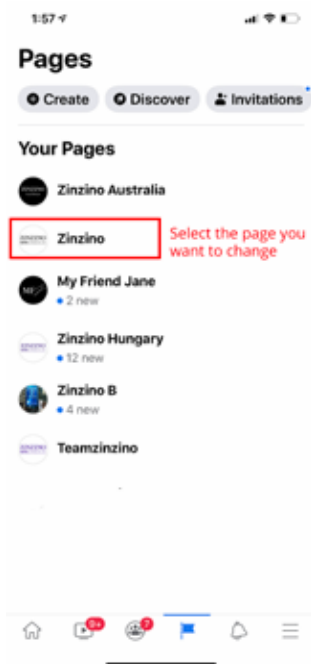 1:57
Pages
Create Discover Invitations
Your Pages
Zinzino Australia
Zinzino
Select the page you
want to change
My Friend Jane
• 2 new
Zinzino Hungary
• 12 new
Zinzino B
• 4 new
Teamzinzino
9+ 7